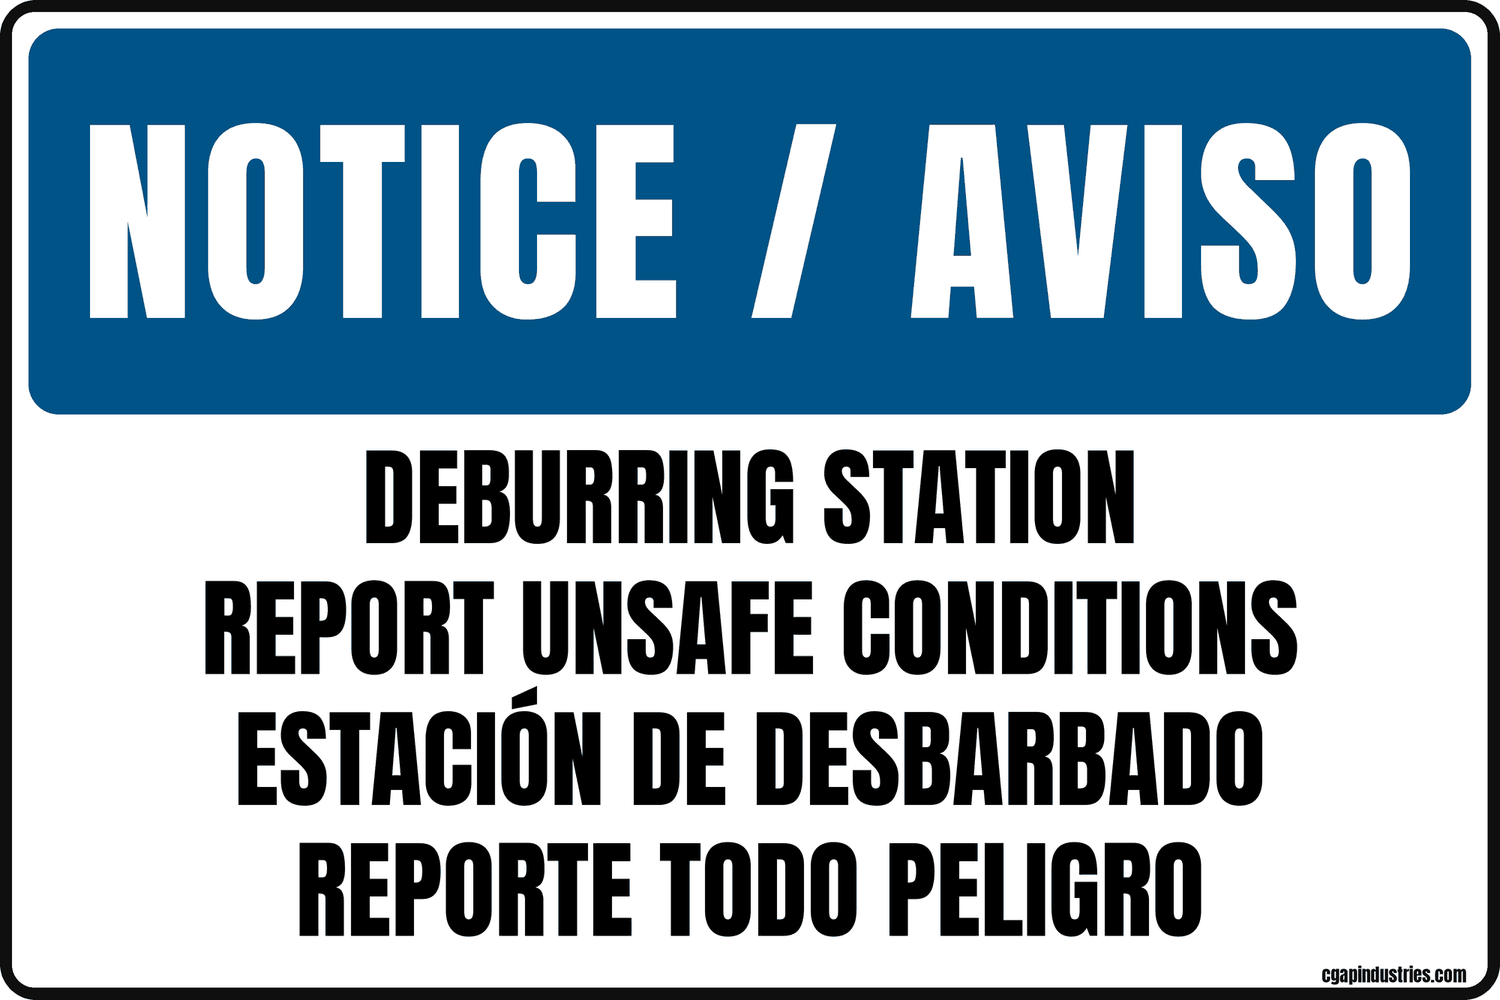 NOTICE / AVISO
DEBURRING STATION
REPORT UNSAFE CONDITIONS
ESTACIÓN DE DESBARBADO
REPORTE TODO PELIGRO
cgapindustries.com